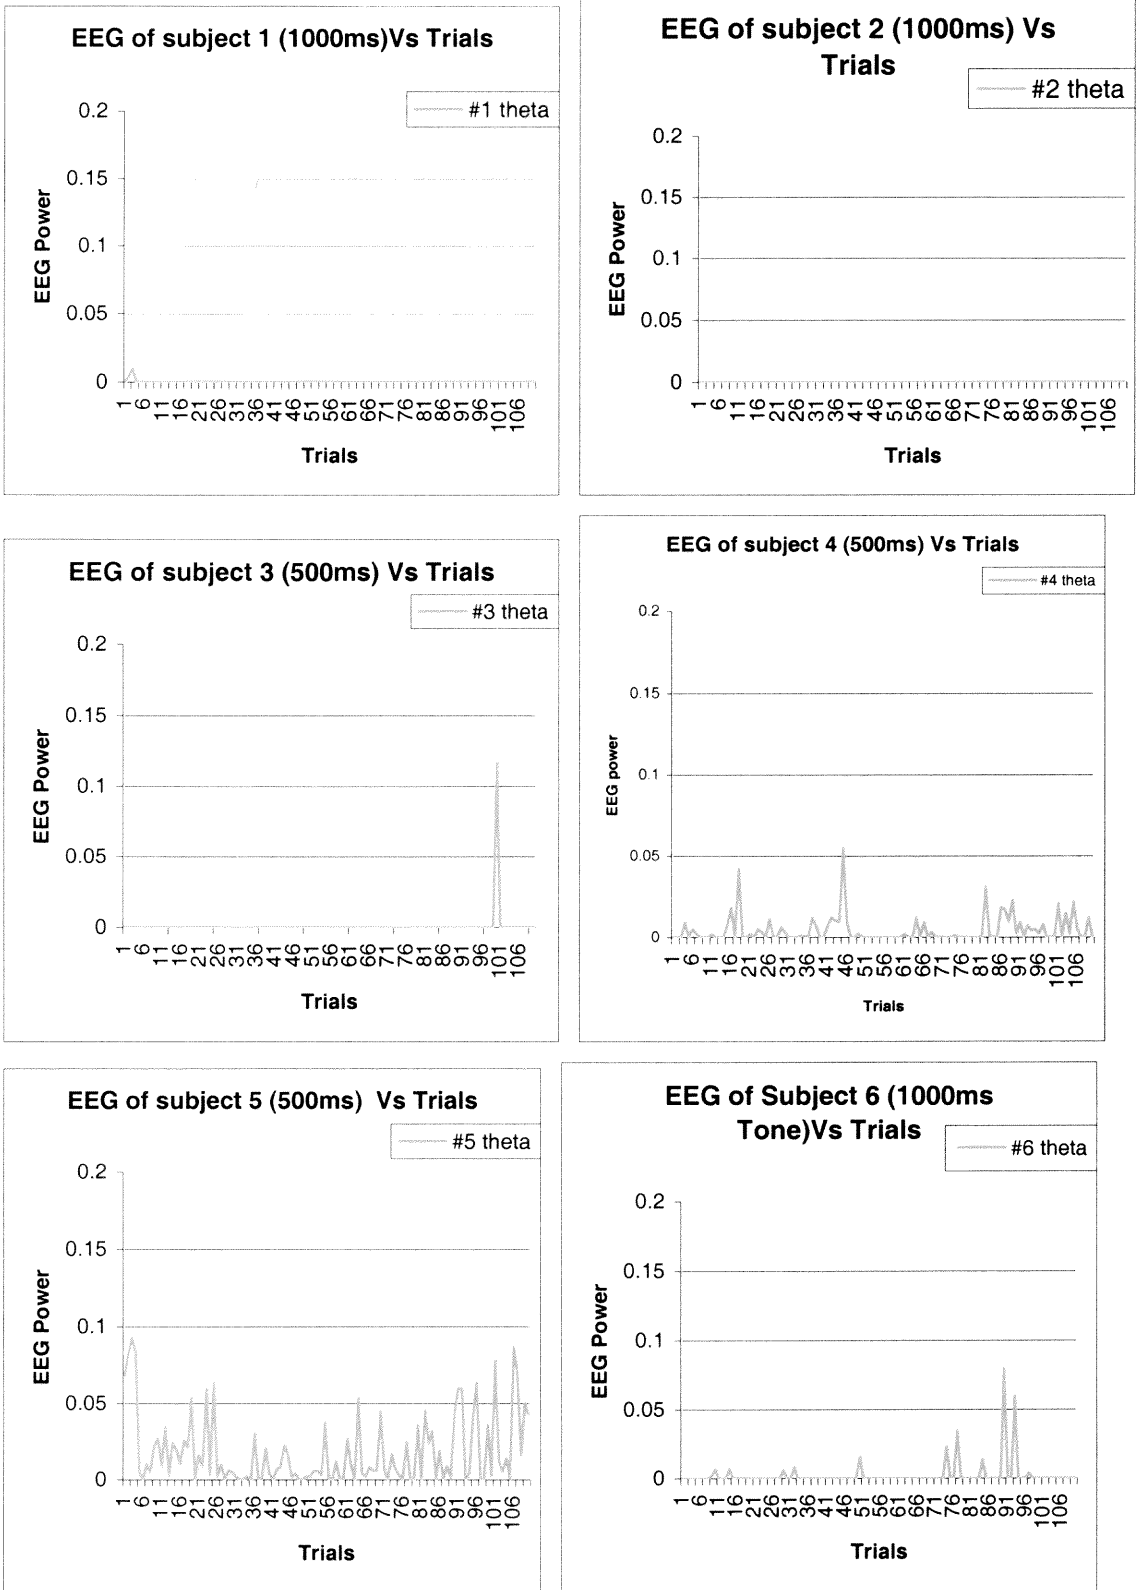 EEG of subject 1 (1000ms)Vs Trials
#1 theta
0.2
0.15
0.1
0.05
0
EEG Power
1 6 11 16 21 26 31 36 41 46 51 56 61 66 71 76 81 86 91 96 101 106
Trials
EEG of subject 2 (1000ms) Vs
Trials
#2 theta
0.2
0.15
0.1
0.05
0
EEG Power
1 6 11 16 21 26 31 36 41 46 51 56 61 66 71 76 81 86 91 96 101 106
Trials
EEG of subject 3 (500ms) Vs Trials
#3 theta
0.2
0.15
0.1
0.05
0
EEG Power
1 6 11 16 21 26 31 36 41 46 51 56 61 66 71 76 81 86 91 96 101 106
Trials
EEG of subject 4 (500ms) Vs Trials
#4 theta
0.2
0.15
0.1
0.05
0
EEG power
1 6 11 16 21 26 31 36 41 46 51 56 61 66 71 76 81 86 91 96 101 106
Trials
EEG of subject 5 (500ms) Vs Trials
#5 theta
0.2
0.15
0.1
0.05
0
EEG Power
1 6 11 16 21 26 31 36 41 46 51 56 61 66 71 76 81 86 91 96 101 106
Trials
EEG of Subject 6 (1000ms
Tone)Vs Trials
#6 theta
0.2
0.15
0.1
0.05
0
EEG Power
1 6 11 16 21 26 31 36 41 46 51 56 61 66 71 76 81 86 91 96 101 106
Trials